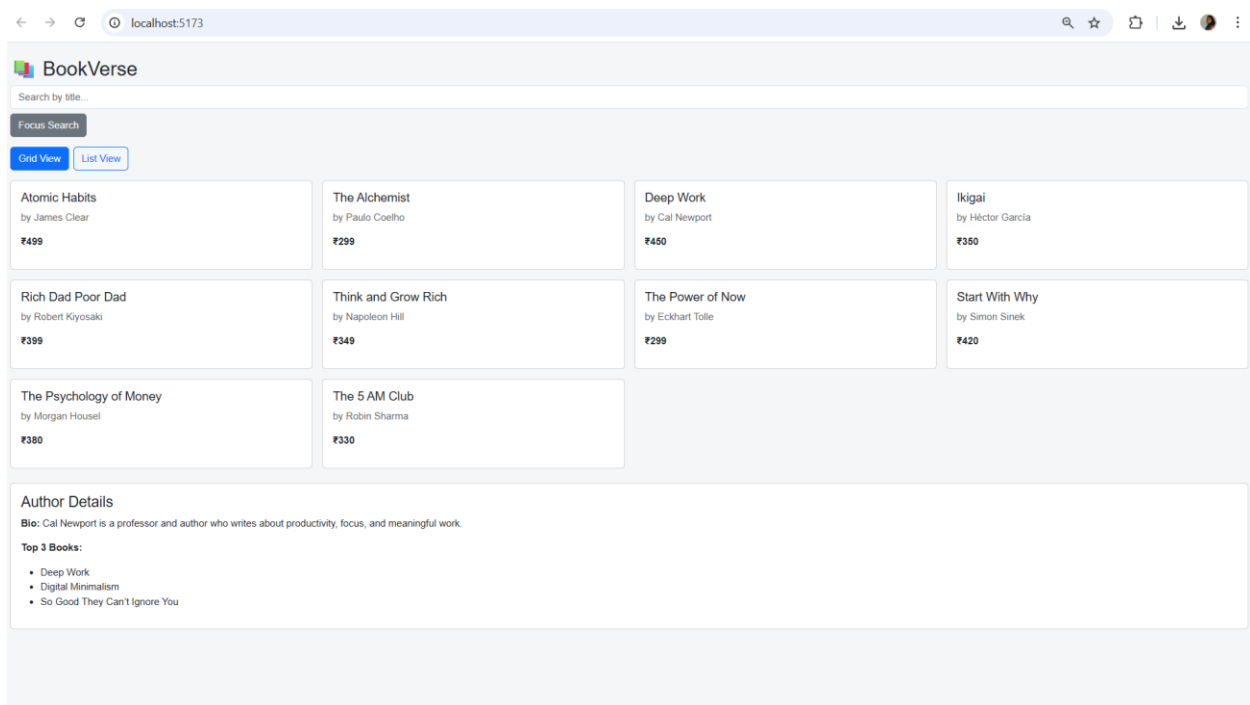 localhost:5173
BookVerse
Search by title...
Focus Search
Grid View List View
Atomic Habits
by James Clear
₹499
The Alchemist
by Paulo Coelho
₹299
Deep Work
by Cal Newport
₹450
Ikigai
by Héctor García
₹350
Rich Dad Poor Dad
by Robert Kiyosaki
₹399
Think and Grow Rich
by Napoleon Hill
₹349
The Power of Now
by Eckhart Tolle
₹299
Start With Why
by Simon Sinek
₹420
The Psychology of Money
by Morgan Housel
₹380
The 5 AM Club
by Robin Sharma
₹330
Author Details
Bio: Cal Newport is a professor and author who writes about productivity, focus, and meaningful work.
Top 3 Books:
• Deep Work
• Digital Minimalism
• So Good They Can't Ignore You